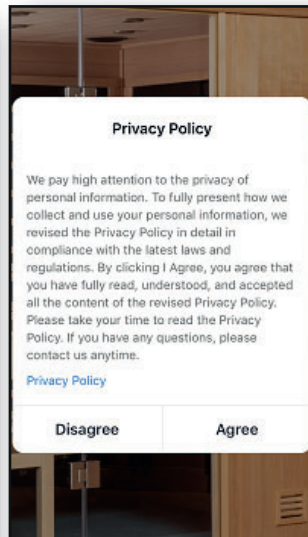 Privacy Policy
We pay high attention to the privacy of
personal information. To fully present how we
collect and use your personal information, we
revised the Privacy Policy in detail in
compliance with the latest laws and
regulations. By clicking I Agree, you agree that
you have fully read, understood, and accepted
all the content of the revised Privacy Policy.
Please take your time to read the Privacy
Policy. If you have any questions, please
contact us anytime.
Privacy Policy
Disagree Agree